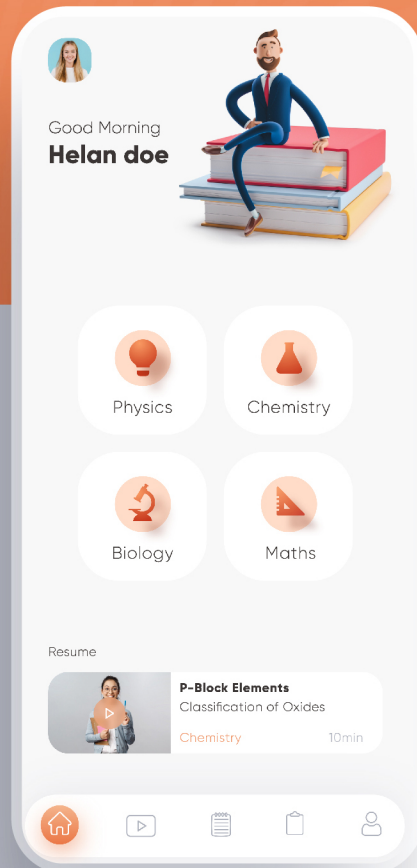 Good Morning
Helan doe
Physics
Chemistry
Biology
Maths
Resume
P-Block Elements
Classification of Oxides
Chemistry
10min